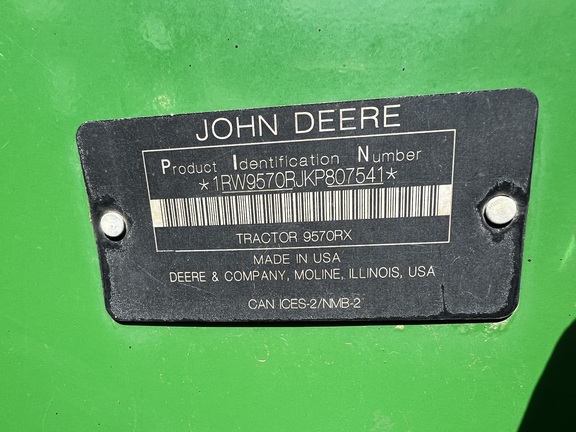 JOHN DEERE
Product Identification Number
*1RW9570RJKP807541*
TRACTOR 9570RX
MADE IN USA
DEERE & COMPANY, MOLINE, ILLINOIS, USA
CAN ICES-2/NMB-2